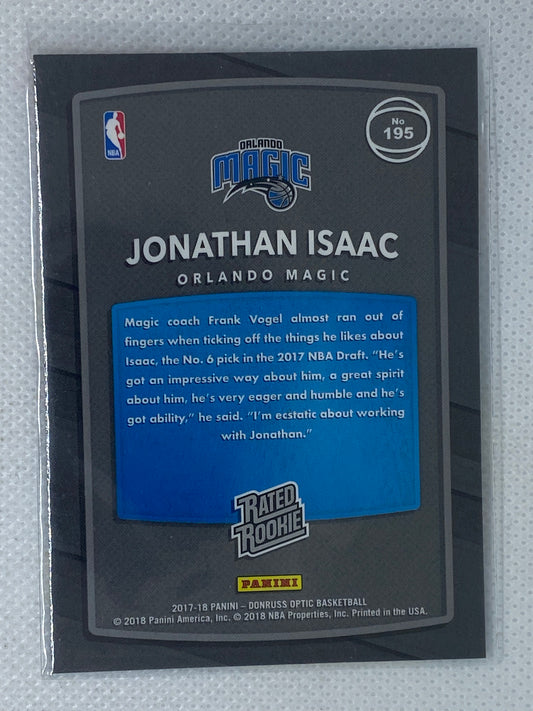 NBA
ORLANDO
MAGIC
No
195
JONATHAN ISAAC
ORLANDO MAGIC
Magic coach Frank Vogel almost ran out of
fingers when ticking off the things he likes about
Isaac, the No. 6 pick in the 2017 NBA Draft. “He's
got an impressive way about him, a great spirit
about him, he's very eager and humble and he's
got ability,” he said. “I'm ecstatic about working
with Jonathan.”
RATED
ROOKIE
PANINI
2017-18 PANINI – DONRUSS OPTIC BASKETBALL
© 2018 Panini America, Inc. © 2018 NBA Properties, Inc. Printed in the USA.